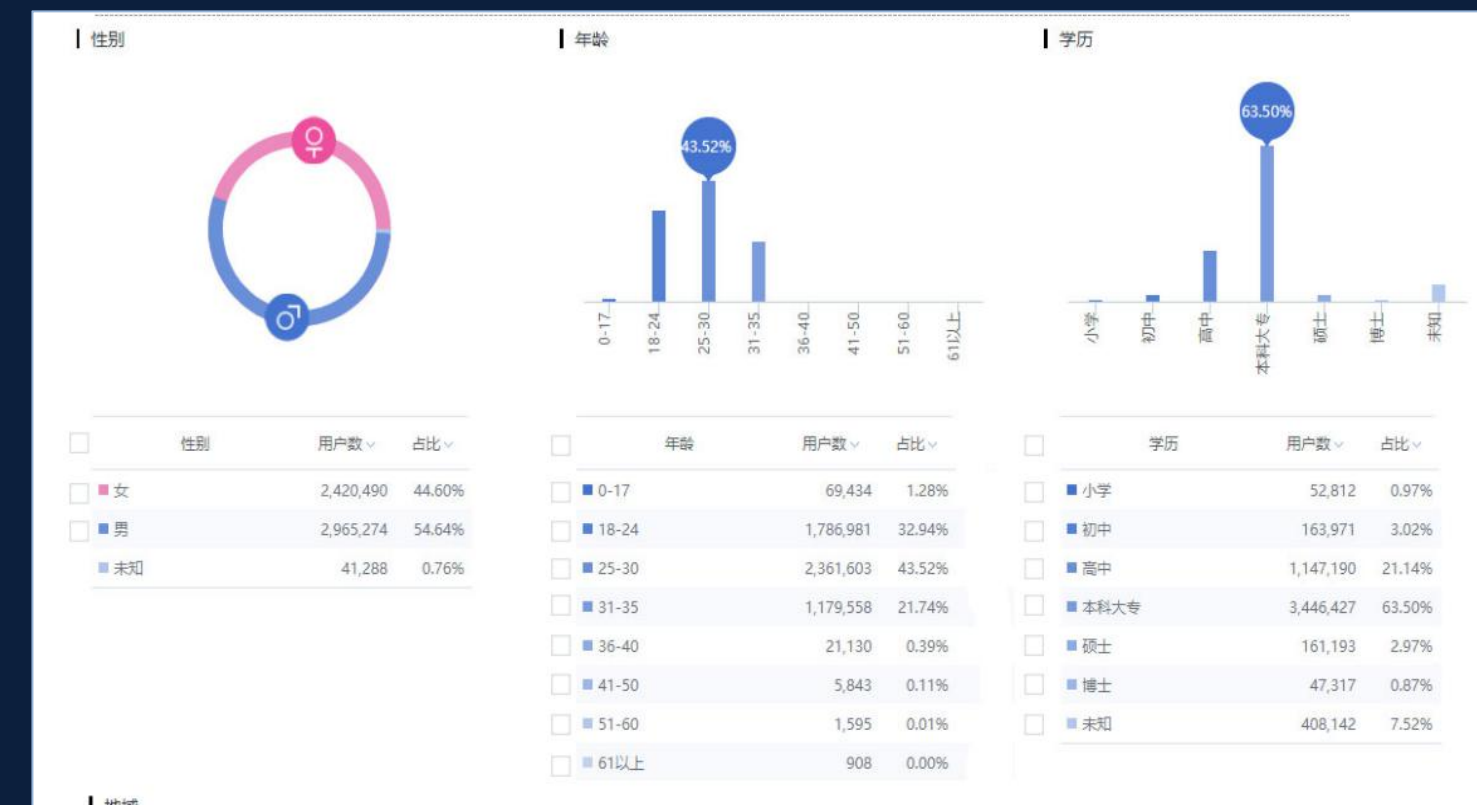 性别
年龄
学历
43.52%
63.50%
0-17
18-24
25-30
31-35
36-40
41-50
51-60
61以上
小学
初中
高中
本科大专
硕士
博士
未知
性别 用户数 占比
女 2,420,490 44.60%
男 2,965,274 54.64%
未知 41,288 0.76%
年龄 用户数 占比
0-17 69,434 1.28%
18-24 1,786,981 32.94%
25-30 2,361,603 43.52%
31-35 1,179,558 21.74%
36-40 21,130 0.39%
41-50 5,843 0.11%
51-60 1,595 0.01%
61以上 908 0.00%
学历 用户数 占比
小学 52,812 0.97%
初中 163,971 3.02%
高中 1,147,190 21.14%
本科大专 3,446,427 63.50%
硕士 161,193 2.97%
博士 47,317 0.87%
未知 408,142 7.52%
地域